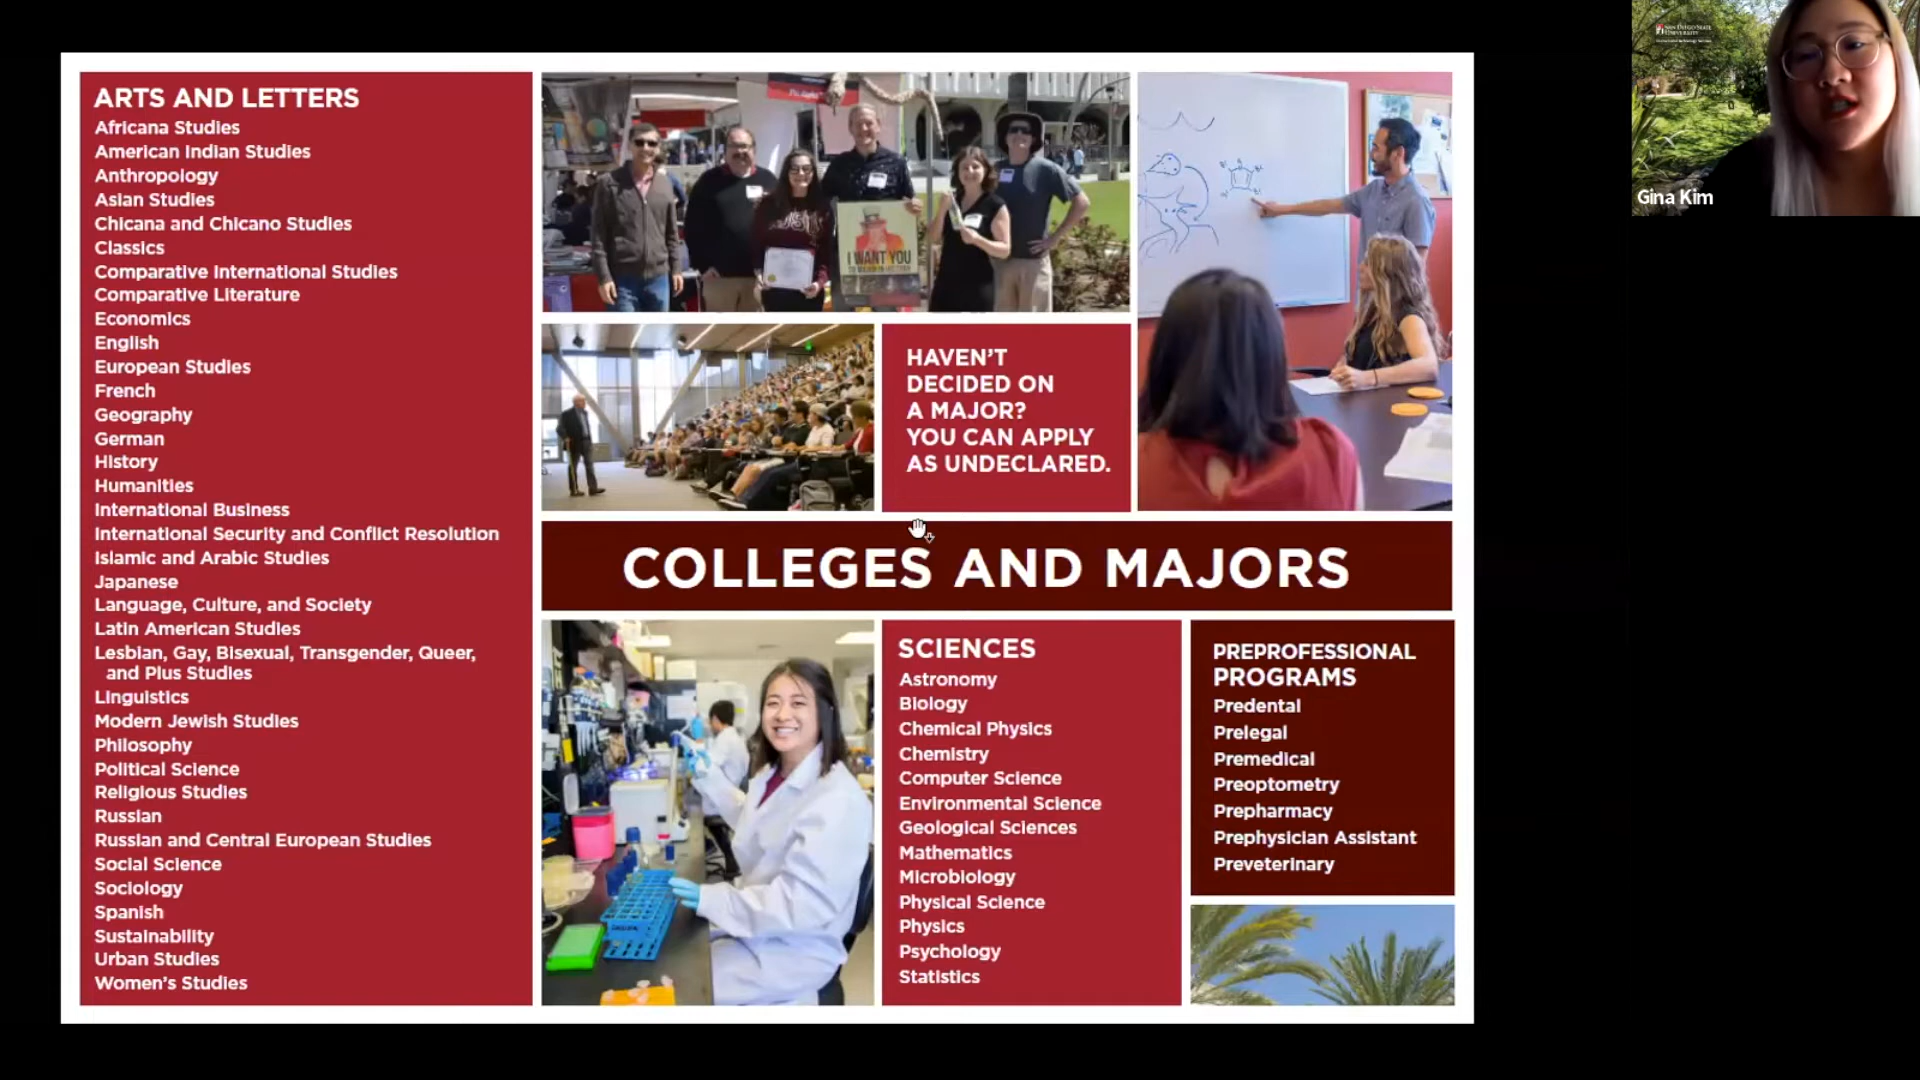 ARTS AND LETTERS
Africana Studies
American Indian Studies
Anthropology
Asian Studies
Chicana and Chicano Studies
Classics
Comparative International Studies
Comparative Literature
Economics
English
European Studies
French
Geography
German
History
Humanities
International Business
International Security and Conflict Resolution
Islamic and Arabic Studies
Japanese
Language, Culture, and Society
Latin American Studies
Lesbian, Gay, Bisexual, Transgender, Queer,
and Plus Studies
Linguistics
Modern Jewish Studies
Philosophy
Political Science
Religious Studies
Russian
Russian and Central European Studies
Social Science
Sociology
Spanish
Sustainability
Urban Studies
Women's Studies
I WANT YOU
HAVEN'T
DECIDED ON
A MAJOR?
YOU CAN APPLY
AS UNDECLARED.
COLLEGES AND MAJORS
SCIENCES
Astronomy
Biology
Chemical Physics
Chemistry
Computer Science
Environmental Science
Geological Sciences
Mathematics
Microbiology
Physical Science
Physics
Psychology
Statistics
PREPROFESSIONAL
PROGRAMS
Predental
Prelegal
Premedical
Preoptometry
Prepharmacy
Prephysician Assistant
Preveterinary
SAN DIEGO STATE
UNIVERSITY
Gina Kim